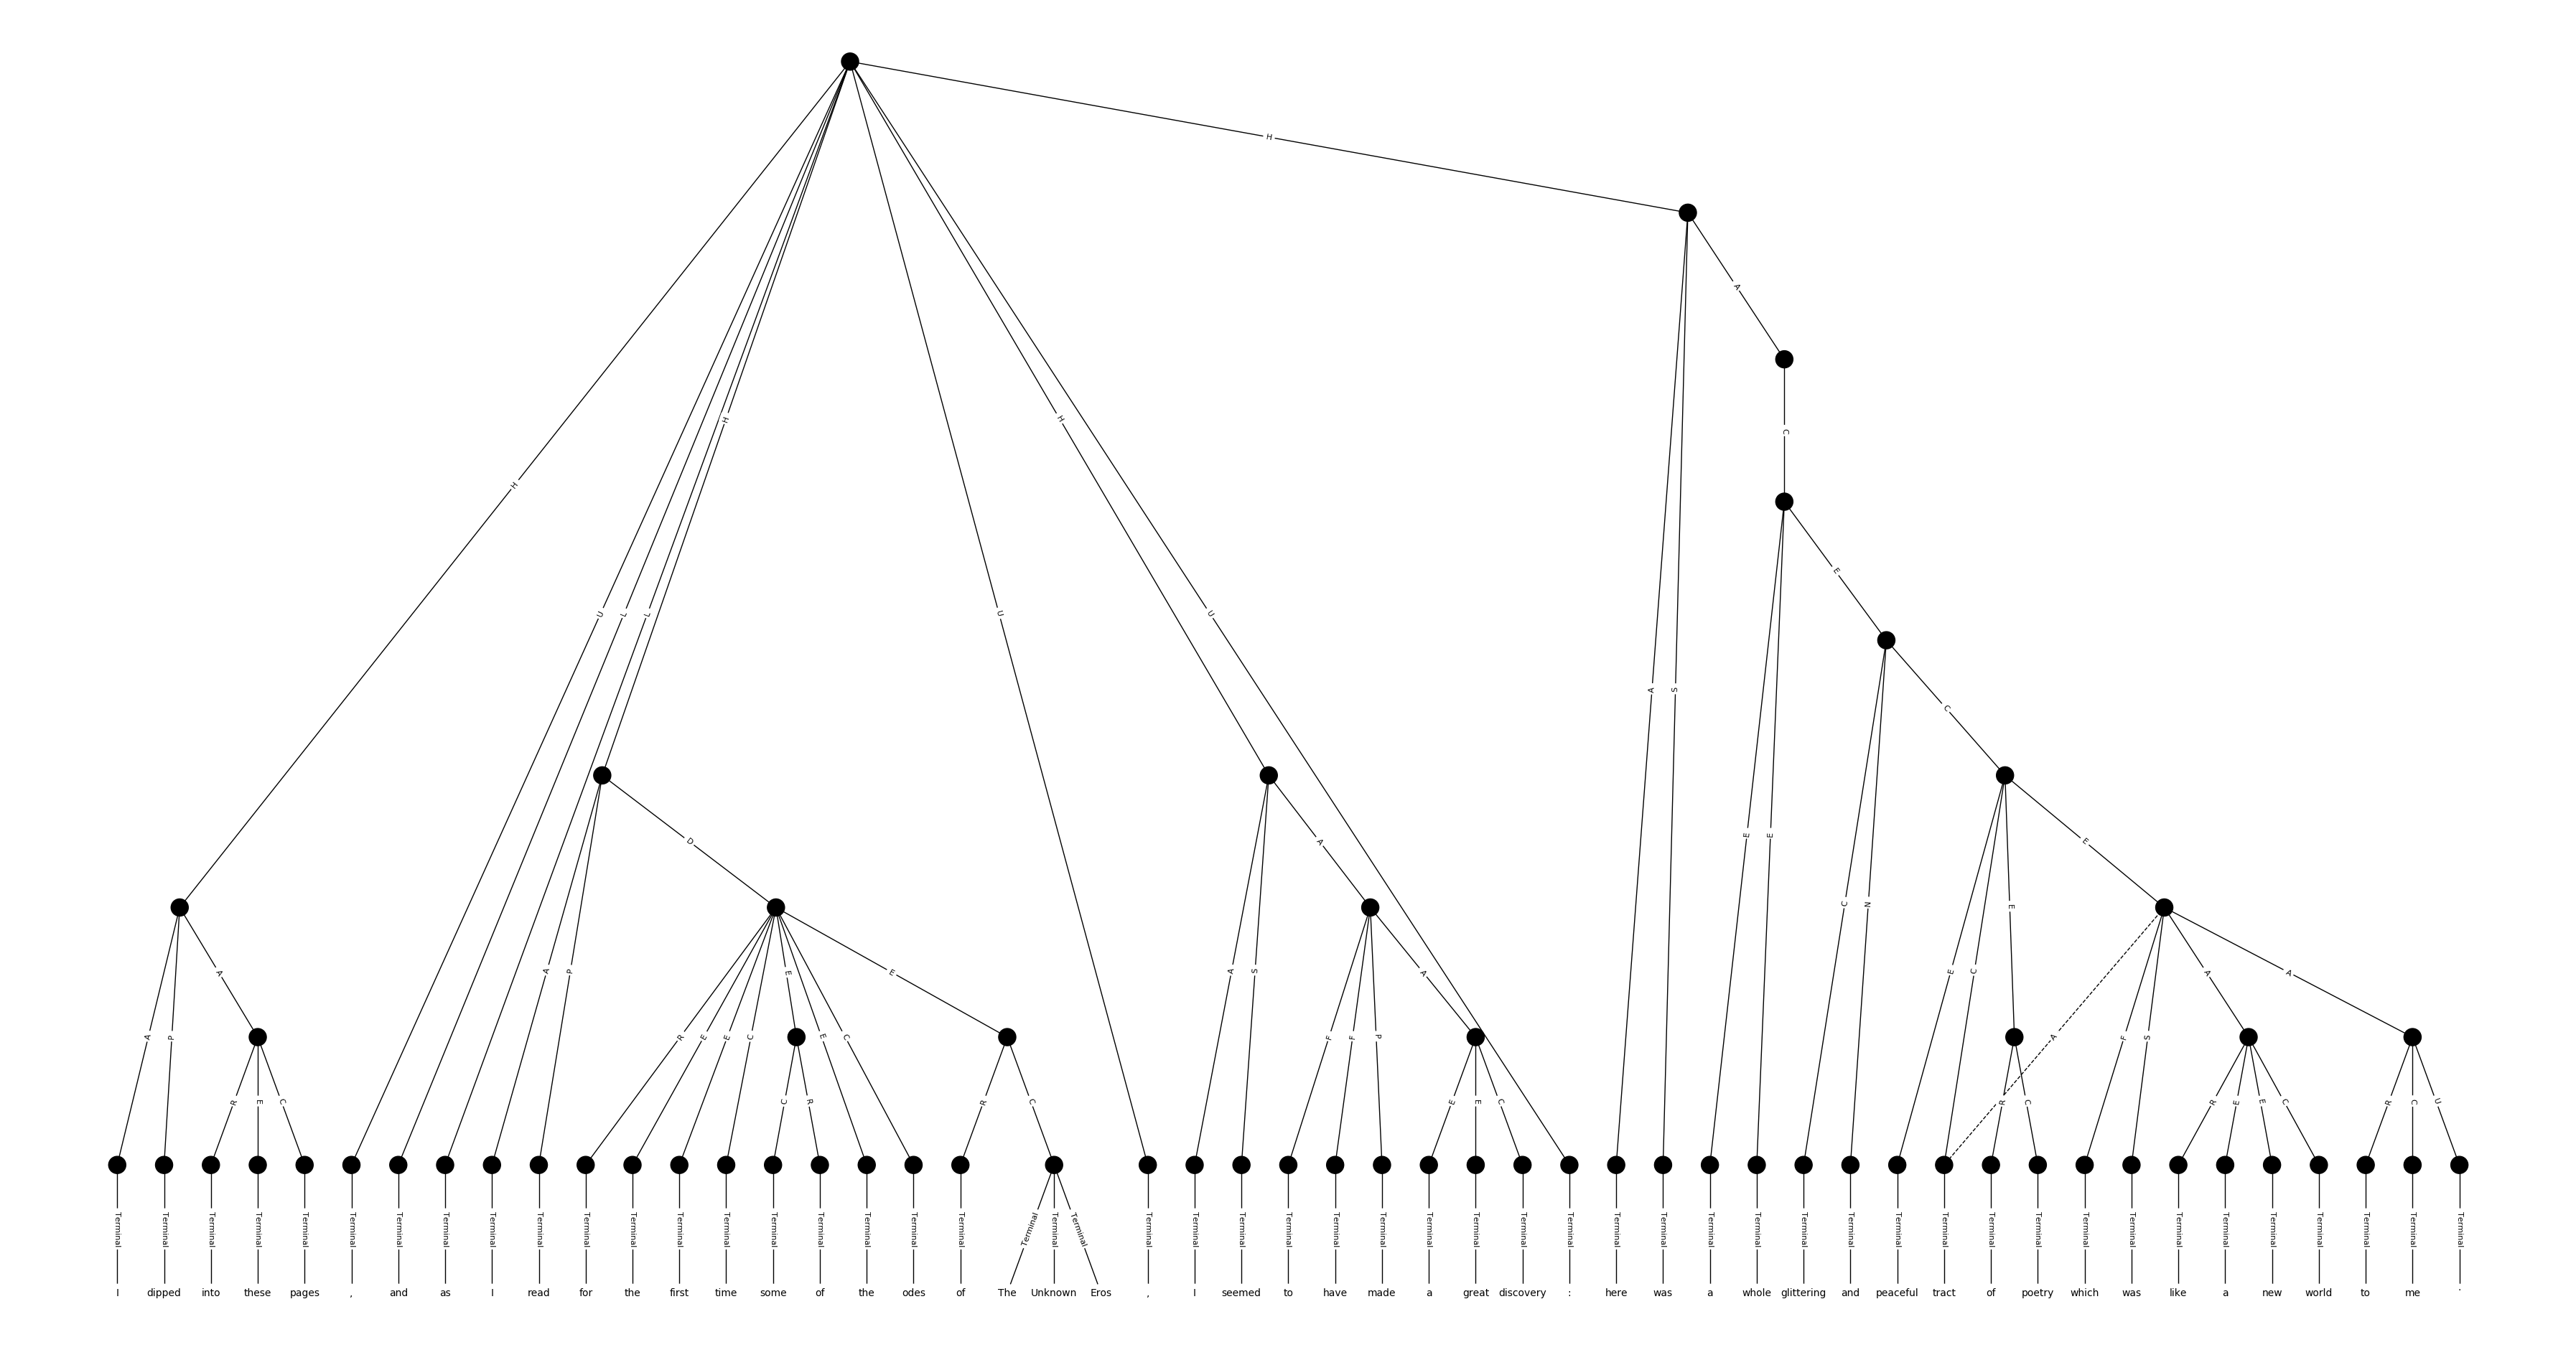 H
H
A
C
H
H
U
L
L
U
U
E
H
A
S
C
D
A
E
E
E
C
N
E
A
P
A
A
P
R
E
E
C
E
E
C
E
A
S
F
F
P
A
E
C
A
F
S
A
A
R
E
C
C
R
R
C
E
E
C
R
C
R
E
E
C
R
C
U
Terminal Terminal Terminal Terminal Terminal Terminal Terminal Terminal Terminal Terminal Terminal Terminal Terminal Terminal Terminal Terminal Terminal Terminal Terminal Terminal Terminal Terminal Terminal Terminal Terminal Terminal Terminal Terminal Terminal Terminal Terminal Terminal Terminal Terminal Terminal Terminal Terminal Terminal Terminal Terminal Terminal Terminal Terminal Terminal Terminal Terminal Terminal Terminal Terminal Terminal Terminal
I dipped into these pages , and as I read for the first time some of the odes of The Unknown Eros , I seemed to have made a great discovery : here was a whole glittering and peaceful tract of poetry which was like a new world to me .